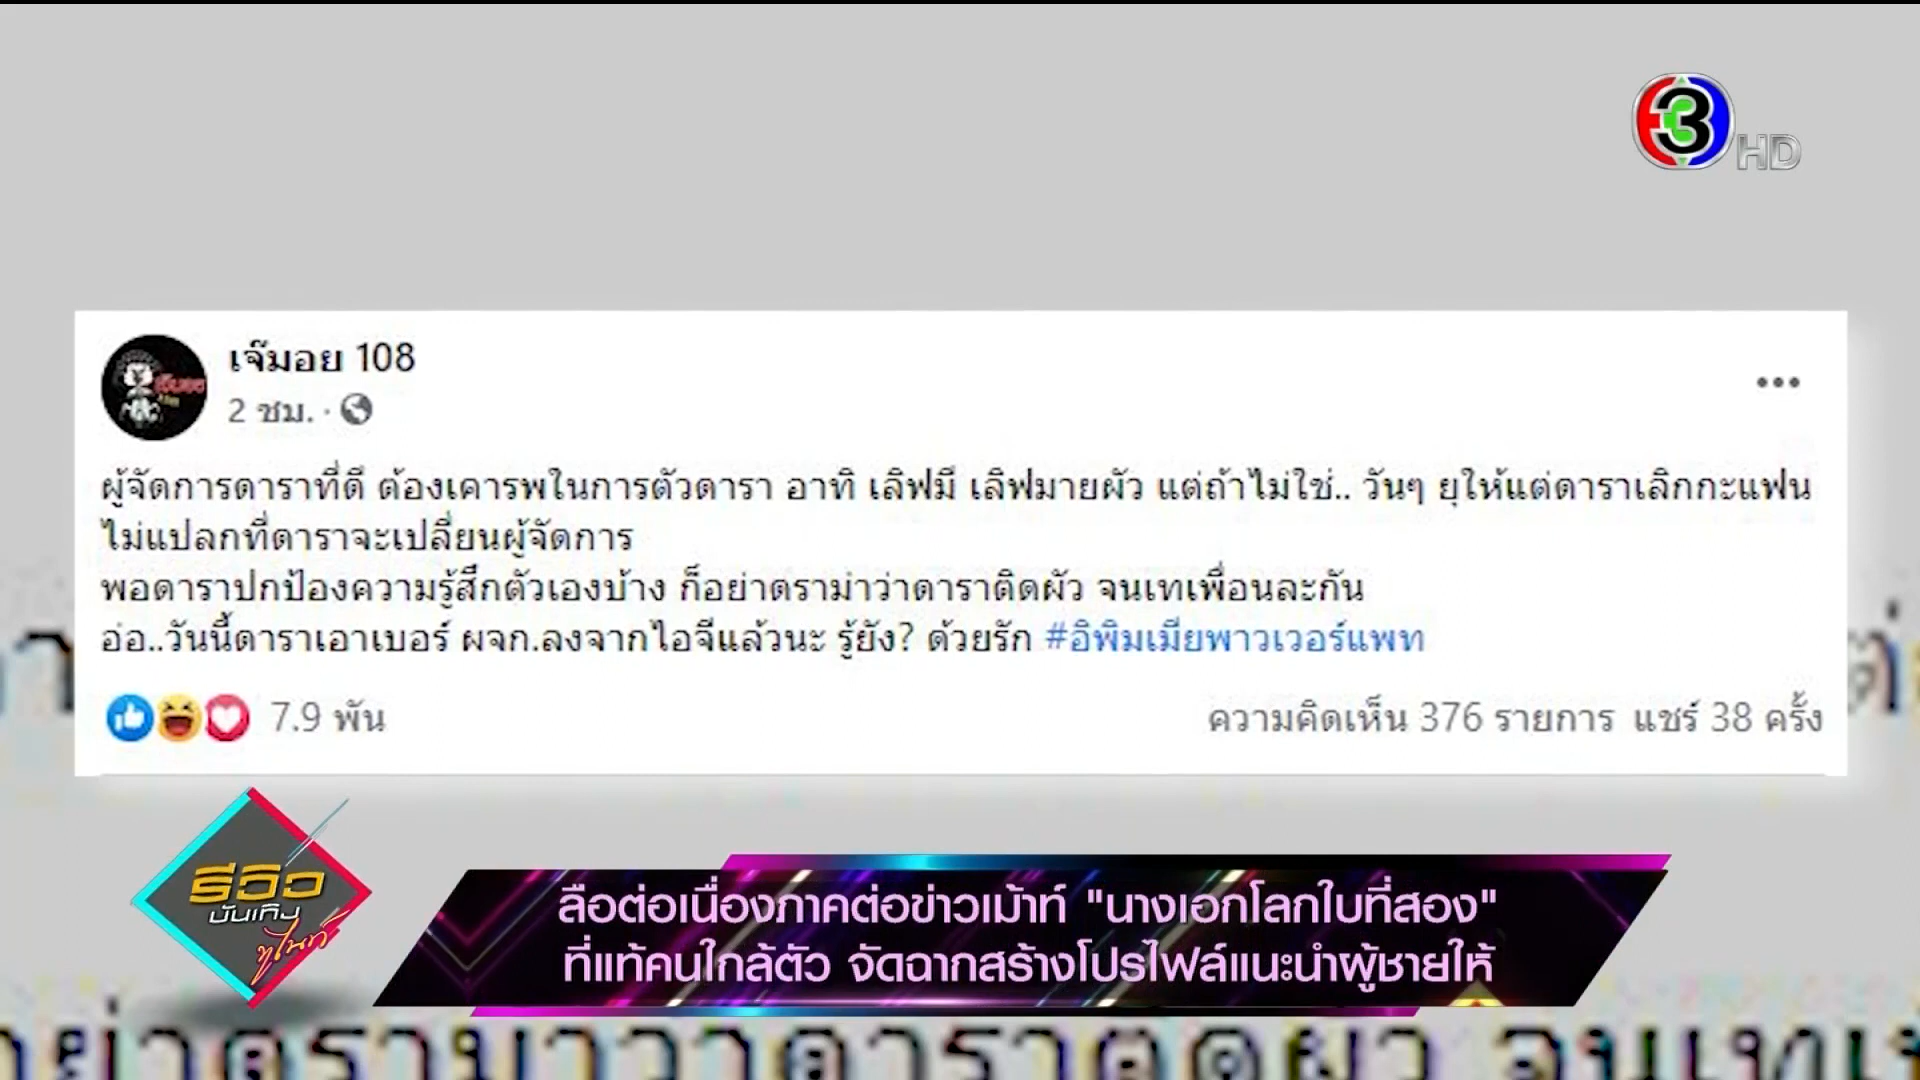 3 HD
เจ๊มอย 108
2 ชม. ·
ผู้จัดการดาราที่ดี ต้องเคารพในการตัวดารา อาทิ เลิฟมี เลิฟมายผัว แต่ถ้าไม่ใช่.. วันๆ ยุให้แต่ดาราเลิกกะแฟน
ไม่แปลกที่ดาราจะเปลี่ยนผู้จัดการ
พอดาราปกป้องความรู้สึกตัวเองบ้าง ก็อย่าดราม่าว่าดาราติดผัว จนเทเพื่อนละกัน
อ่อ..วันนี้ดาราเอาเบอร์ ผจก.ลงจากไอจีแล้วนะ รู้ยัง? ด้วยรัก #อิพิมเมียพาวเวอร์แพท
7.9 พัน
ความคิดเห็น 376 รายการ แชร์ 38 ครั้ง
รีวิว
บันเทิง
ทูไนท์
ลือต่อเนื่องภาคต่อข่าวเม้าท์ "นางเอกโลกใบที่สอง"
ที่แท้คนใกล้ตัว จัดฉากสร้างโปรไฟล์แนะนำผู้ชายให้